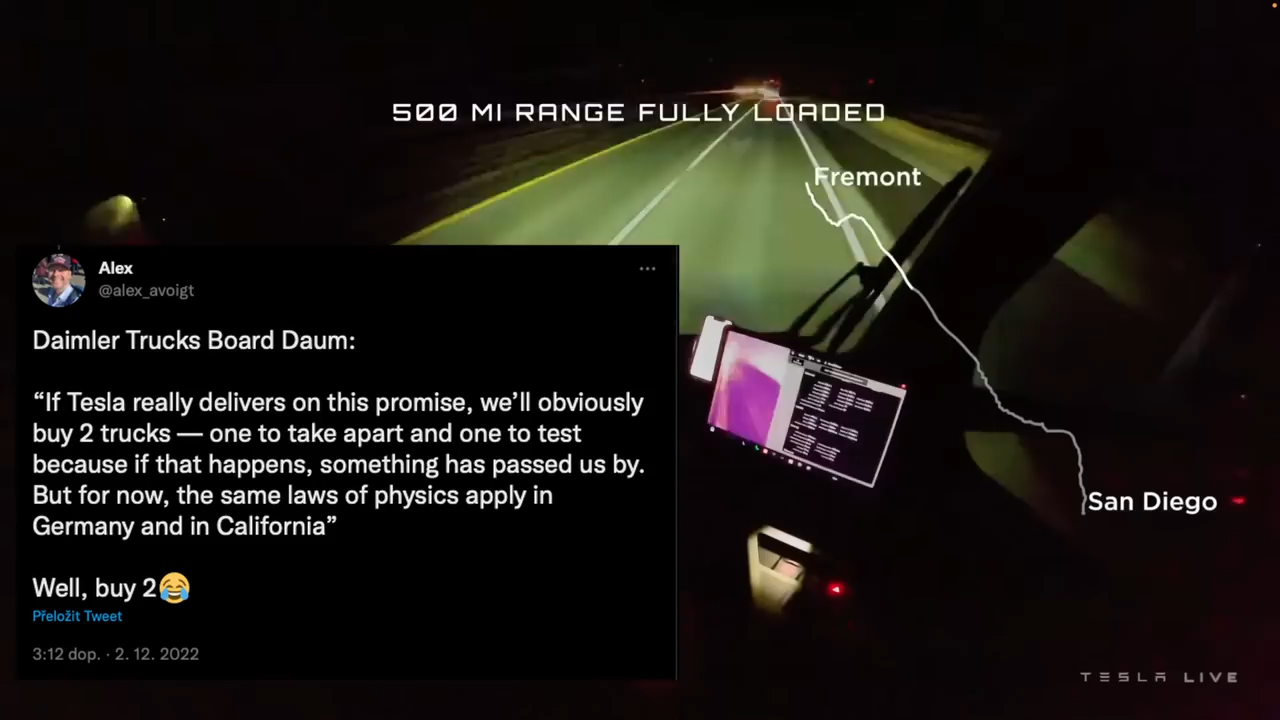 500 MI RANGE FULLY LOADED
Fremont
San Diego
Alex
@alex_avoigt
Daimler Trucks Board Daum:
“If Tesla really delivers on this promise, we’ll obviously
buy 2 trucks — one to take apart and one to test
because if that happens, something has passed us by.
But for now, the same laws of physics apply in
Germany and in California”
Well, buy 2😂
Přeložit Tweet
3:12 dop. · 2. 12. 2022
TESLA LIVE